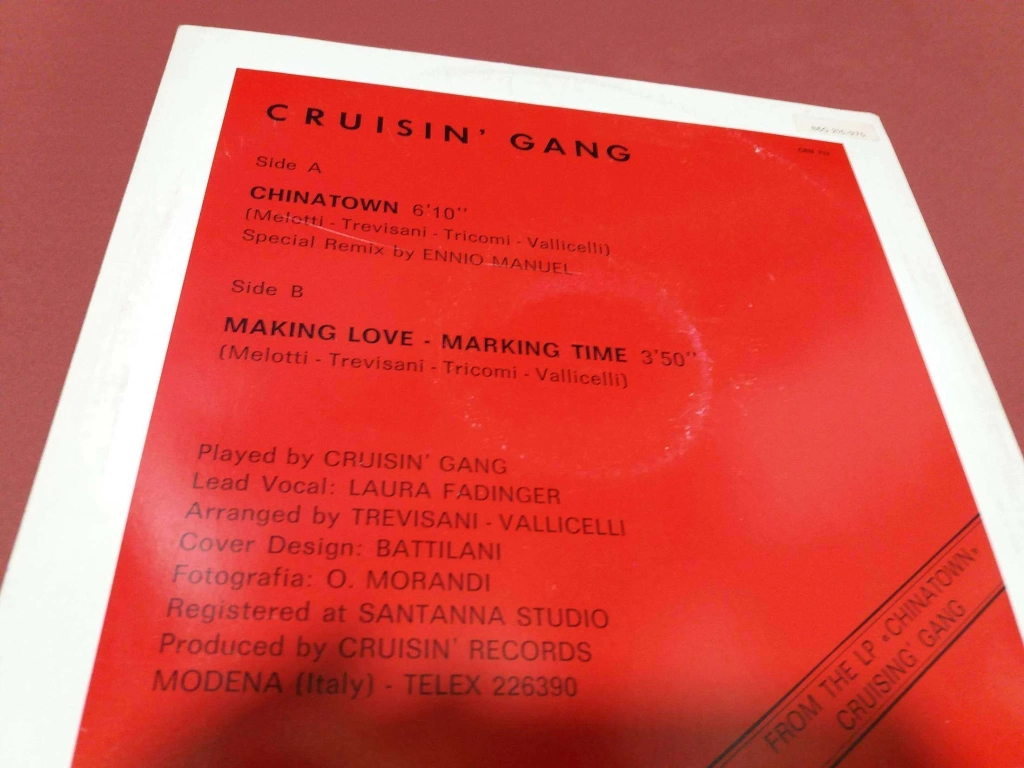 CRUISIN' GANG
Side A
CHINATOWN 6'10"
(Melotti - Trevisani - Tricomi - Vallicelli)
Special Remix by ENNIO MANUEL
Side B
MAKING LOVE - MARKING TIME 3'50"
(Melotti - Trevisani - Tricomi - Vallicelli)
Played by CRUISIN' GANG
Lead Vocal: LAURA FADINGER
Arranged by TREVISANI - VALLICELLI
Cover Design: BATTILANI
Fotografia: O. MORANDI
Registered at SANTANNA STUDIO
Produced by CRUISIN' RECORDS
MODENA (Italy) - TELEX 226390
FROM THE LP «CHINATOWN»
CRUISING GANG